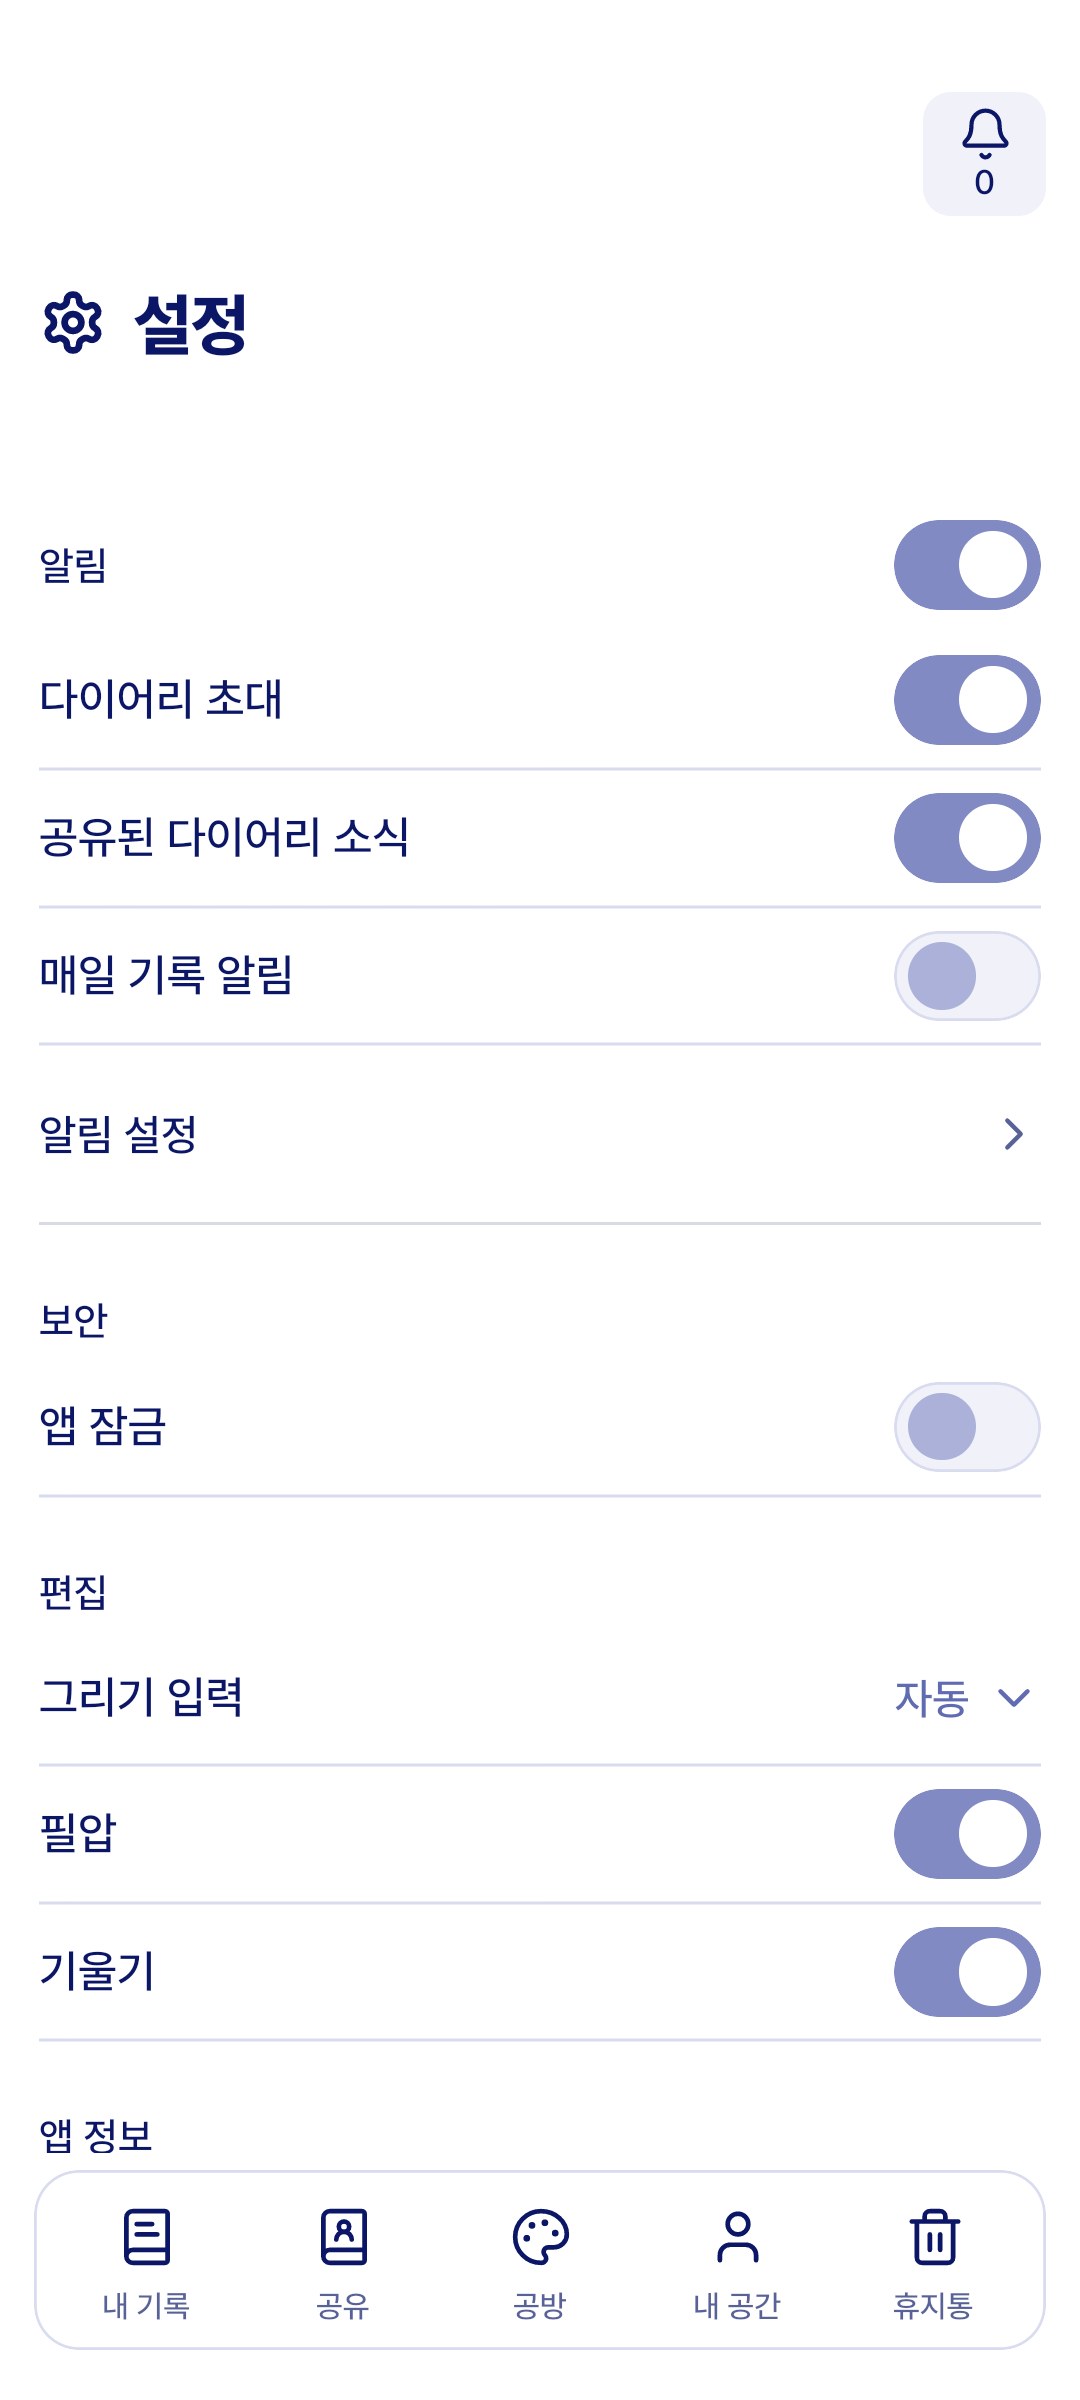 0
설정
알림
다이어리 초대
공유된 다이어리 소식
매일 기록 알림
알림 설정
보안
앱 잠금
편집
그리기 입력 자동
필압
기울기
앱 정보
내 기록 공유 공방 내 공간 휴지통